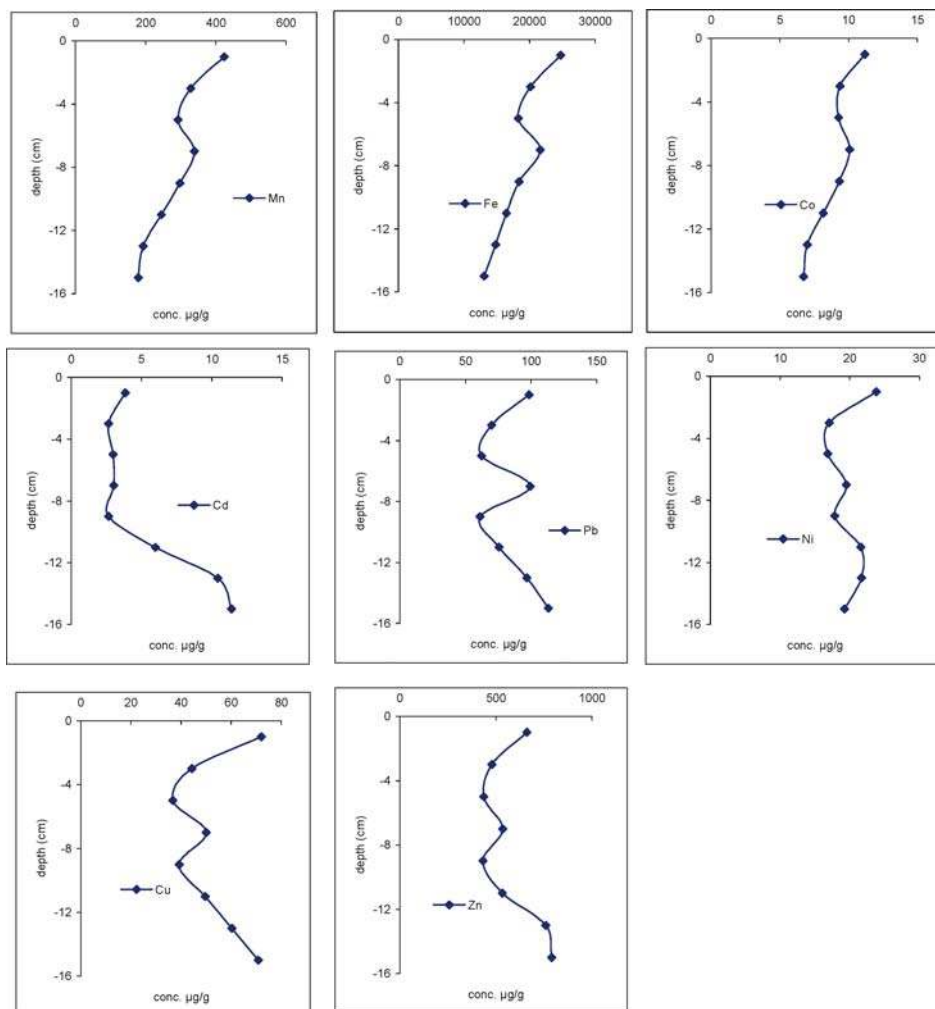 0 200 400 600
0
-4
-8
-12
-16
depth (cm)
Mn
conc. µg/g
0 10000 20000 30000
0
-4
-8
-12
-16
depth (cm)
Fe
conc. µg/g
0 5 10 15
0
-4
-8
-12
-16
depth (cm)
Co
conc. µg/g
0 5 10 15
0
-4
-8
-12
-16
depth (cm)
Cd
conc. µg/g
0 50 100 150
0
-4
-8
-12
-16
depth (cm)
Pb
conc. µg/g
0 10 20 30
0
-4
-8
-12
-16
depth (cm)
Ni
conc. µg/g
0 20 40 60 80
0
-4
-8
-12
-16
depth (cm)
Cu
conc. µg/g
0 500 1000
0
-4
-8
-12
-16
depth (cm)
Zn
conc. µg/g